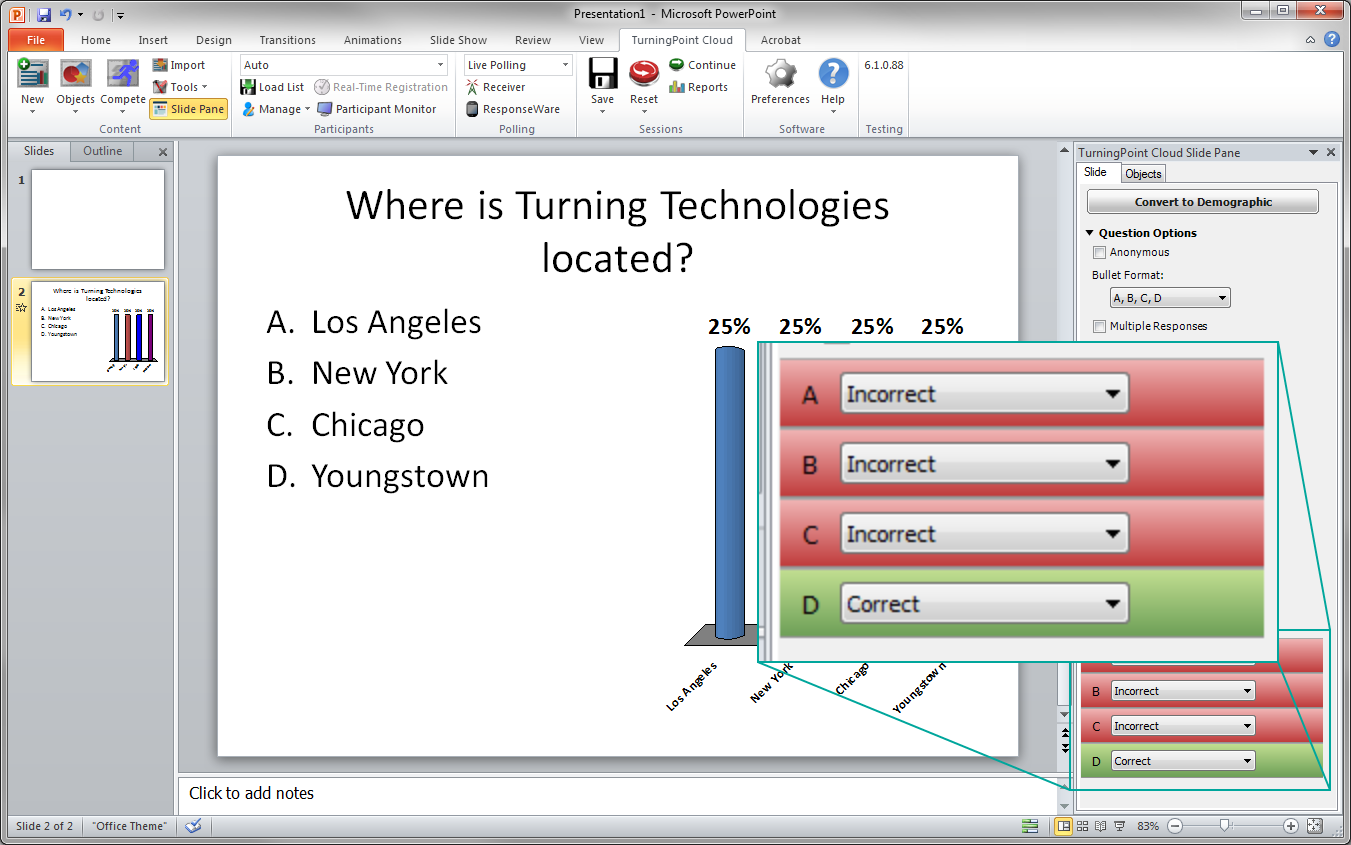 Presentation1 - Microsoft PowerPoint
File Home Insert Design Transitions Animations Slide Show Review View TurningPoint Cloud Acrobat
New Objects Compete Import Tools Slide Pane
Content
Auto
Load List Real-Time Registration
Manage Participant Monitor
Participants
Live Polling
Receiver
ResponseWare
Polling
Save Reset Continue Reports
Sessions
Preferences Help
Software
6.1.0.88
Testing
Slides Outline
1
2
Where is Turning Technologies
located?
A. Los Angeles
B. New York
C. Chicago
D. Youngstown
Where is Turning Technologies
located?
A. Los Angeles
B. New York
C. Chicago
D. Youngstown
25% 25% 25% 25%
Los Angeles
New York
Chicago
Youngstown
TurningPoint Cloud Slide Pane
Slide Objects
Convert to Demographic
Question Options
Anonymous
Bullet Format:
A, B, C, D
Multiple Responses
A Incorrect
B Incorrect
C Incorrect
D Correct
B Incorrect
C Incorrect
D Correct
Click to add notes
Slide 2 of 2 "Office Theme" 83%